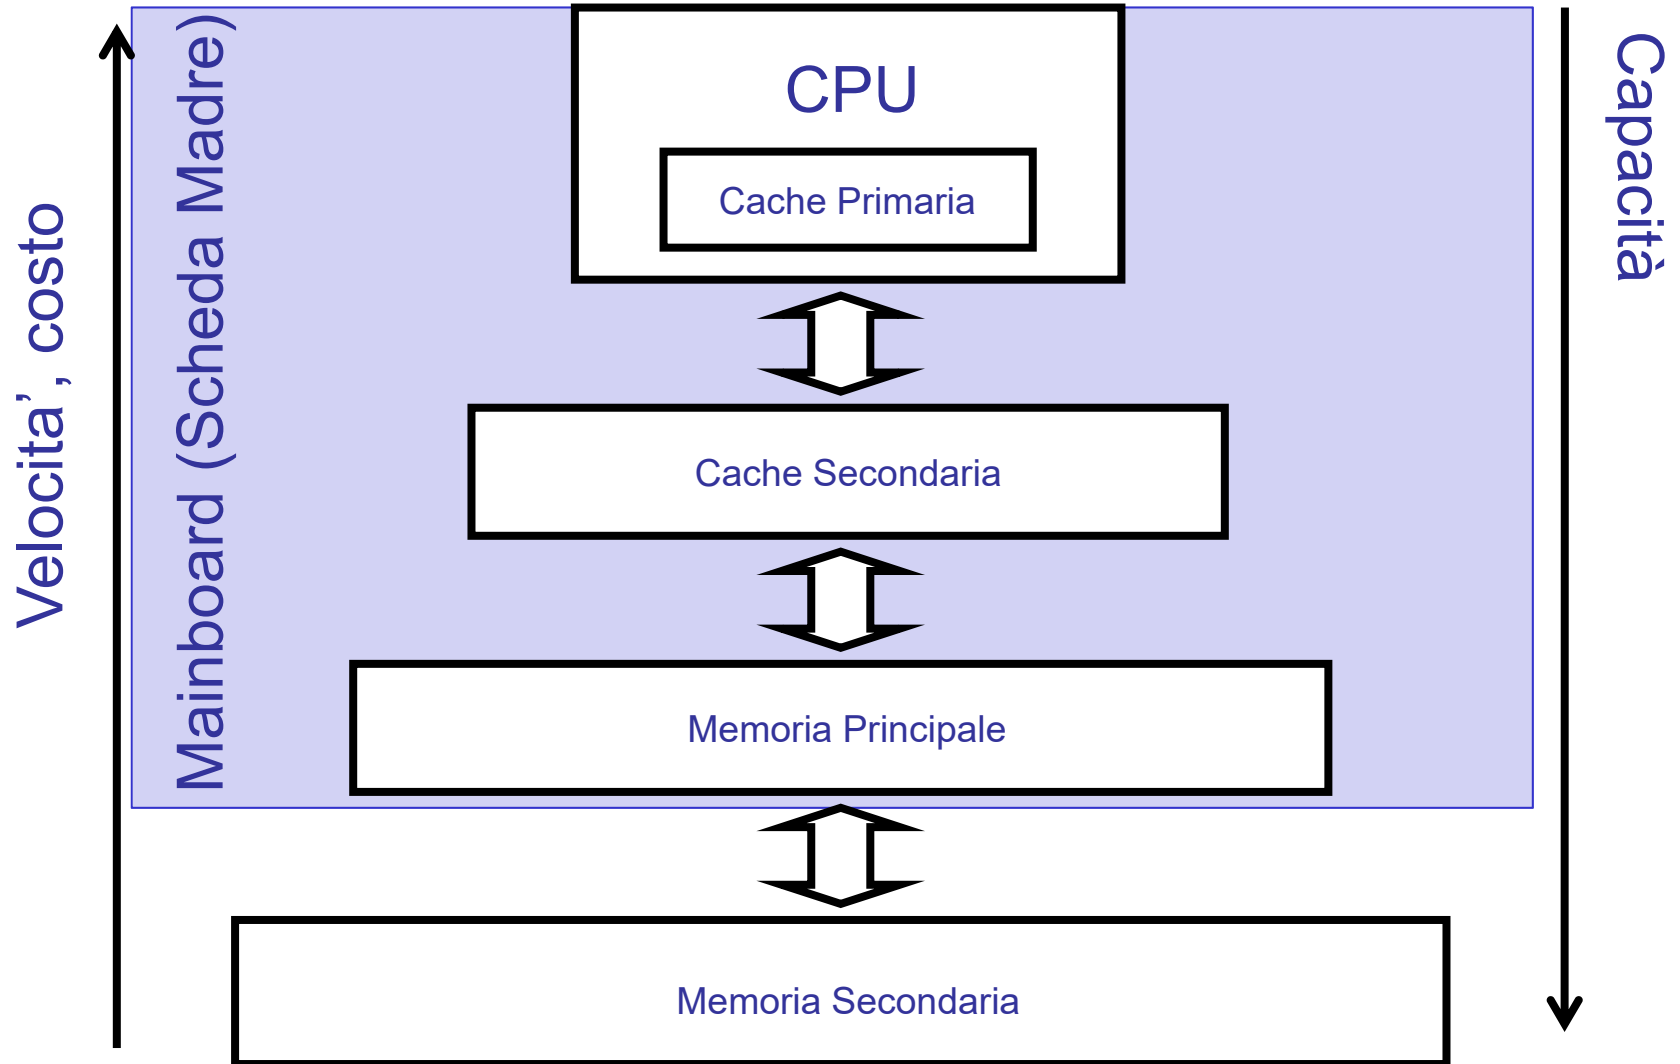 Velocita’, costo
Mainboard (Scheda Madre)
CPU
Cache Primaria
Cache Secondaria
Memoria Principale
Memoria Secondaria
Capacità